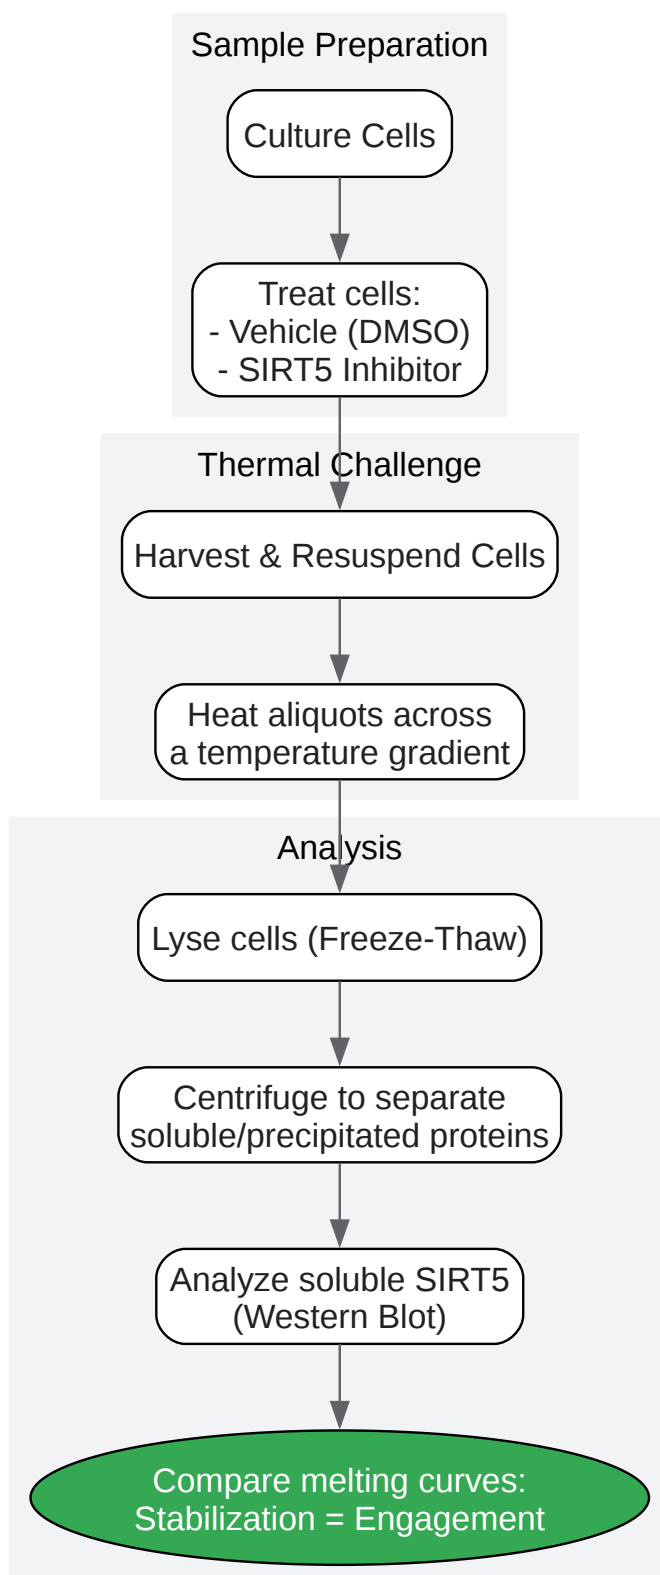 Sample Preparation
Culture Cells
Treat cells:
- Vehicle (DMSO)
- SIRT5 Inhibitor
Thermal Challenge
Harvest & Resuspend Cells
Heat aliquots across
a temperature gradient
Analysis
Lyse cells (Freeze-Thaw)
Centrifuge to separate
soluble/precipitated proteins
Analyze soluble SIRT5
(Western Blot)
Compare melting curves:
Stabilization = Engagement